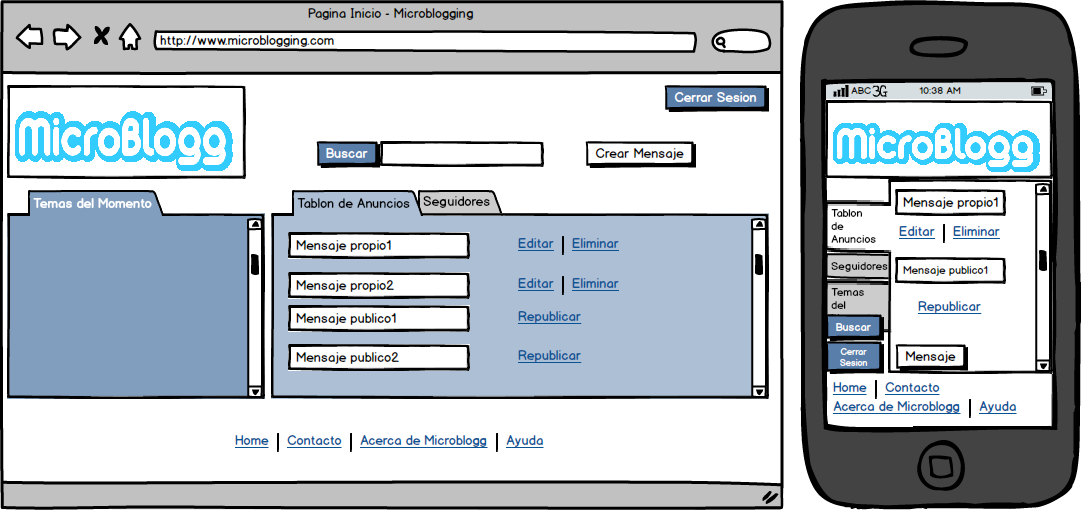 Pagina Inicio - Microblogging
http://www.microblogging.com
MicroBlogg
Cerrar Sesion
Buscar
Crear Mensaje
Temas del Momento
Tablon de Anuncios
Seguidores
Mensaje propio1
Editar
Eliminar
Mensaje propio2
Editar
Eliminar
Mensaje publico1
Republicar
Mensaje publico2
Republicar
Home
Contacto
Acerca de Microblogg
Ayuda
ABC 3G
10:38 AM
MicroBlogg
Tablon
de
Anuncios
Seguidores
Temas
del
Buscar
Cerrar
Sesion
Mensaje propio1
Editar
Eliminar
Mensaje publico1
Republicar
Mensaje
Home
Contacto
Acerca de Microblogg
Ayuda